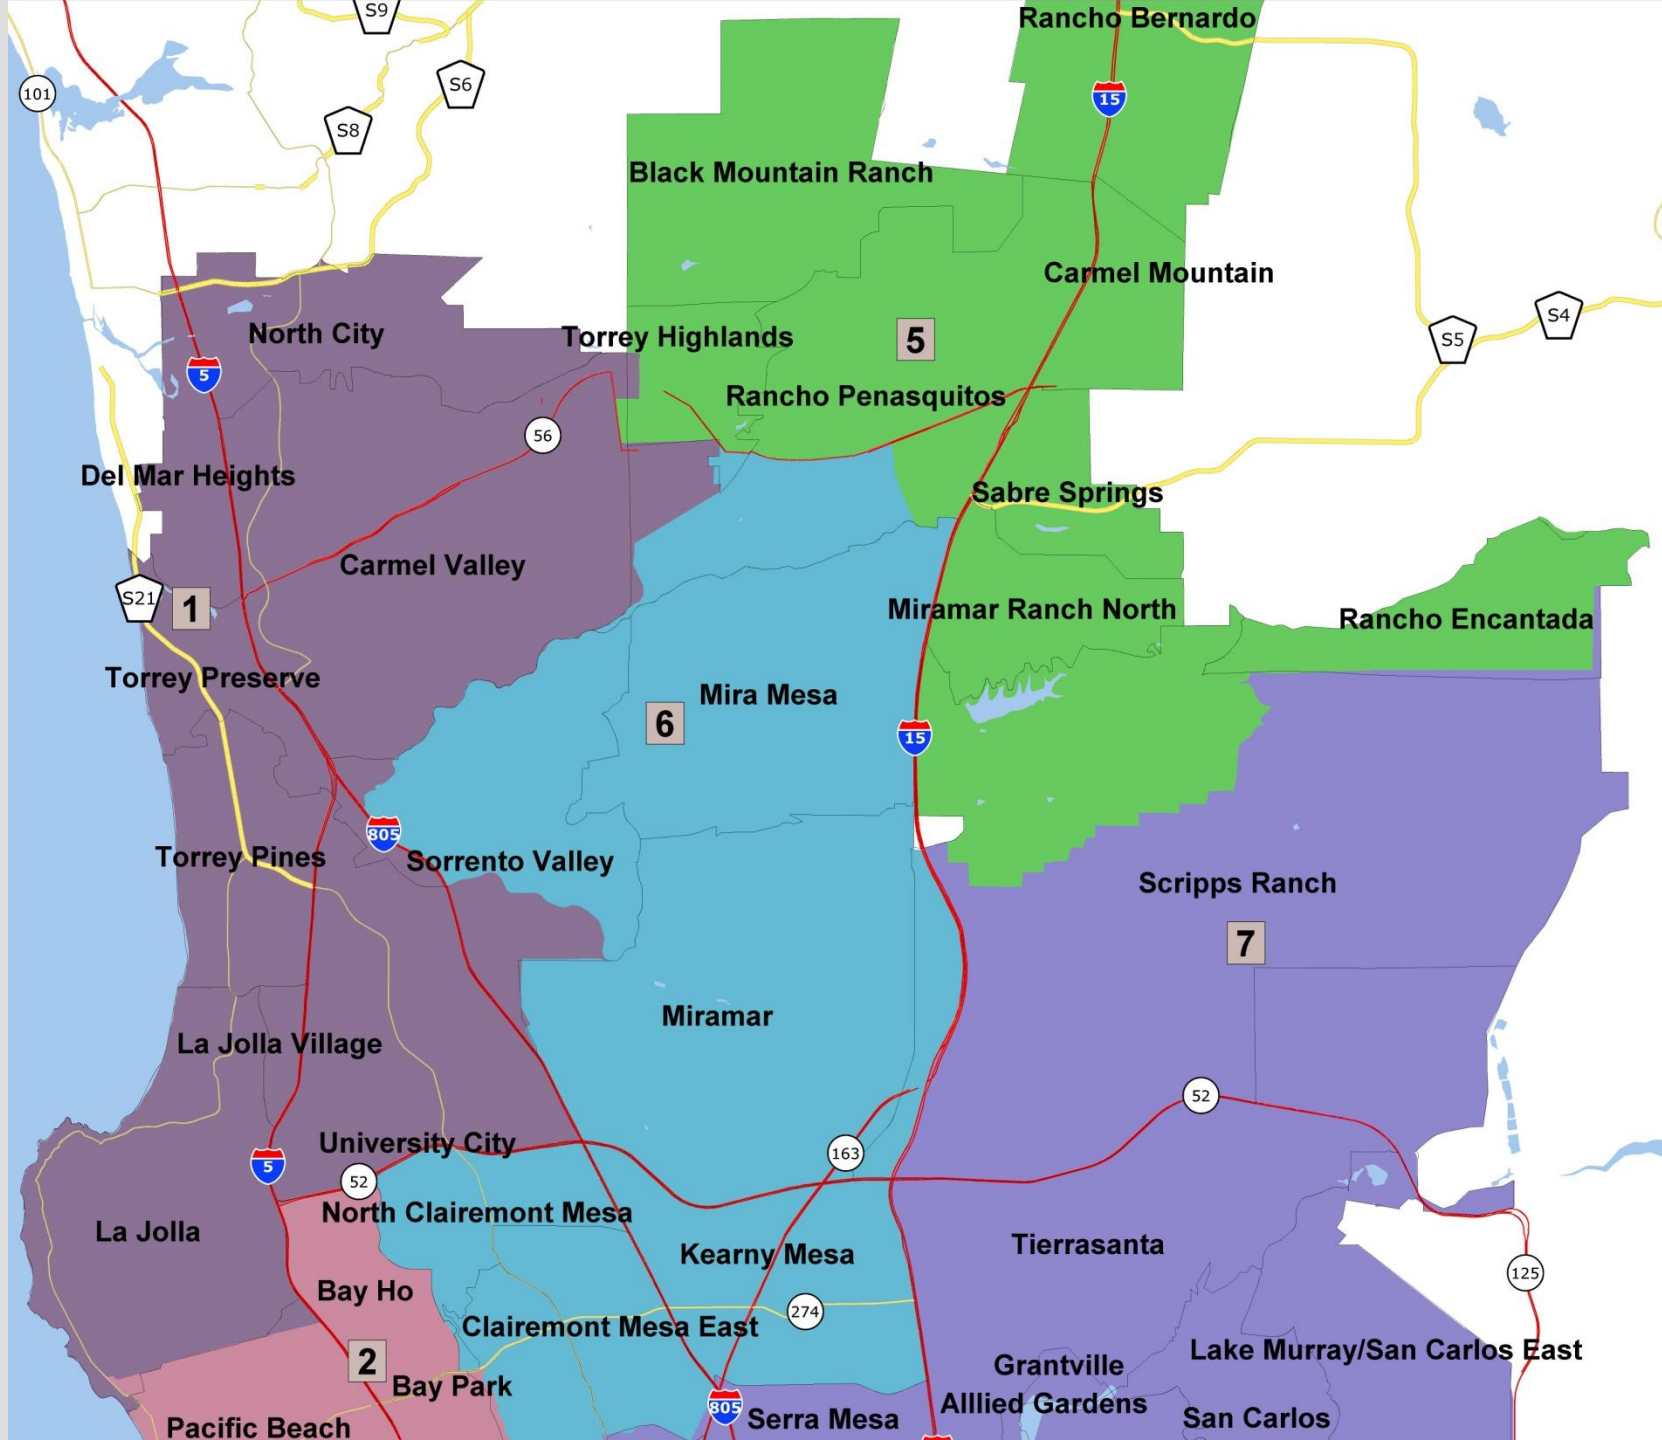 S9
Rancho Bernardo
S6
101
15
S8
Black Mountain Ranch
Carmel Mountain
S4
North City
Torrey Highlands
5
S5
5
Rancho Penasquitos
56
Del Mar Heights
Sabre Springs
Carmel Valley
S21
1
Miramar Ranch North
Rancho Encantada
Torrey Preserve
Mira Mesa
6
15
805
Torrey Pines
Sorrento Valley
Scripps Ranch
7
Miramar
La Jolla Village
52
University City
163
5
52
North Clairemont Mesa
La Jolla
Kearny Mesa
Tierrasanta
125
Bay Ho
274
Clairemont Mesa East
Lake Murray/San Carlos East
2
Grantville
Bay Park
Alllied Gardens
805
Serra Mesa
San Carlos
Pacific Beach